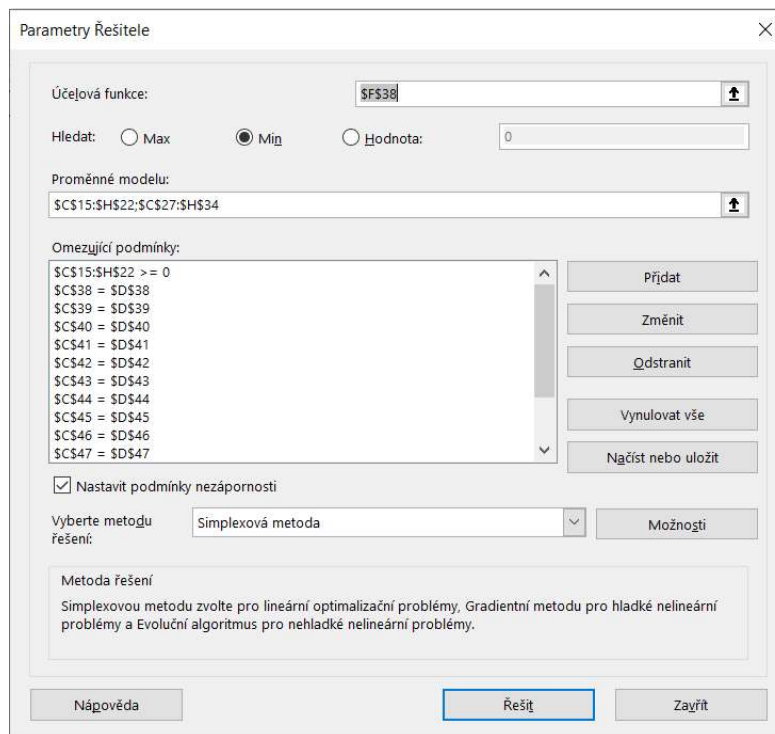 Parametry Řešitele
Účelová funkce: $F$38
Hledat: Max Min Hodnota: 0
Proměnné modelu:
$C$15:$H$22;$C$27:$H$34
Omezující podmínky:
$C$15:$H$22 >= 0
$C$38 = $D$38
$C$39 = $D$39
$C$40 = $D$40
$C$41 = $D$41
$C$42 = $D$42
$C$43 = $D$43
$C$44 = $D$44
$C$45 = $D$45
$C$46 = $D$46
$C$47 = $D$47
Přidat
Změnit
Odstranit
Vynulovat vše
Načíst nebo uložit
Nastavit podmínky nezápornosti
Vyberte metodu
řešení:
Simplexová metoda
Možnosti
Metoda řešení
Simplexovou metodu zvolte pro lineární optimalizační problémy, Gradientní metodu pro hladké nelineární
problémy a Evoluční algoritmus pro nehladké nelineární problémy.
Nápověda Řešit Zavřít